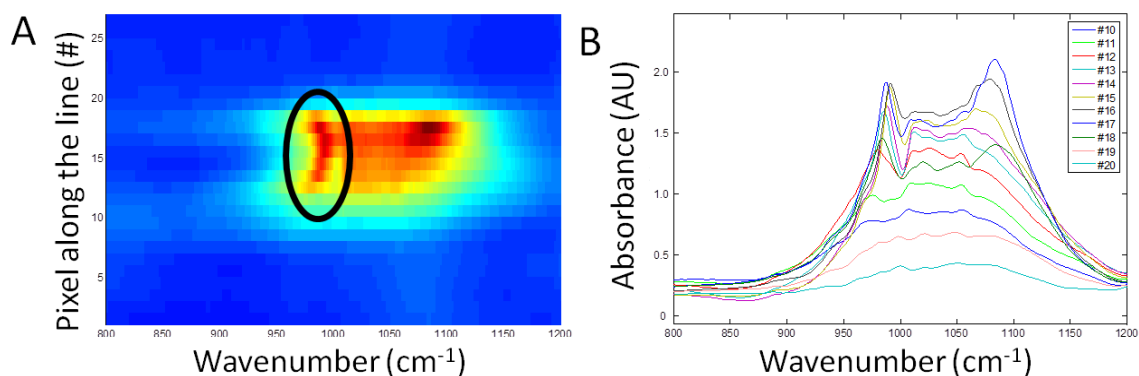 A
Pixel along the line (#)
25
20
15
10
5
800 850 900 950 1000 1050 1100 1150 1200
Wavenumber (cm-1)
B
Absorbance (AU)
2.0
1.5
1.0
0.5
0
800 850 900 950 1000 1050 1100 1150 1200
Wavenumber (cm-1)
#10
#11
#12
#13
#14
#15
#16
#17
#18
#19
#20